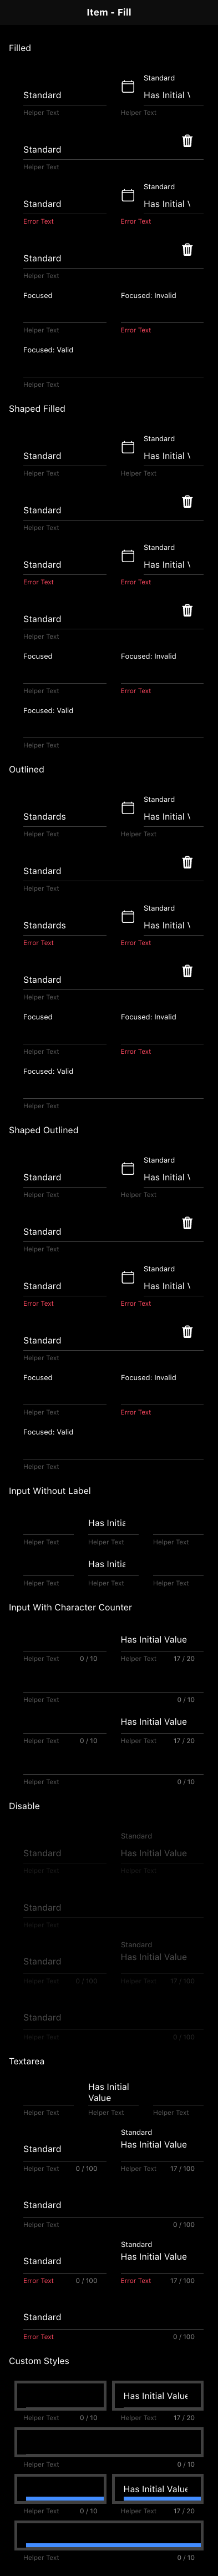 Item - Fill
Filled
Standard
Standard Has Initial V
Helper Text Helper Text
Standard
Helper Text
Standard
Standard Has Initial V
Error Text Error Text
Standard
Helper Text
Focused Focused: Invalid
Helper Text Error Text
Focused: Valid
Helper Text
Shaped Filled
Standard
Standard Has Initial V
Helper Text Helper Text
Standard
Helper Text
Standard
Standard Has Initial V
Error Text Error Text
Standard
Helper Text
Focused Focused: Invalid
Helper Text Error Text
Focused: Valid
Helper Text
Outlined
Standard
Standards Has Initial V
Helper Text Helper Text
Standard
Helper Text
Standard
Standards Has Initial V
Error Text Error Text
Standard
Helper Text
Focused Focused: Invalid
Helper Text Error Text
Focused: Valid
Helper Text
Shaped Outlined
Standard
Standard Has Initial V
Helper Text Helper Text
Standard
Helper Text
Standard
Standard Has Initial V
Error Text Error Text
Standard
Helper Text
Focused Focused: Invalid
Helper Text Error Text
Focused: Valid
Helper Text
Input Without Label
Has Initia
Helper Text Helper Text Helper Text
Has Initia
Helper Text Helper Text Helper Text
Input With Character Counter
Has Initial Value
Helper Text 0 / 10 Helper Text 17 / 20
Helper Text 0 / 10
Has Initial Value
Helper Text 0 / 10 Helper Text 17 / 20
Helper Text 0 / 10
Disable
Standard
Standard Has Initial Value
Helper Text Helper Text
Standard
Helper Text
Standard
Standard Has Initial Value
Helper Text 0 / 100 Helper Text 17 / 100
Standard
Helper Text 0 / 100
Textarea
Has Initial
Value
Helper Text Helper Text Helper Text
Standard
Standard Has Initial Value
Helper Text 0 / 100 Helper Text 17 / 100
Standard
Helper Text 0 / 100
Standard
Standard Has Initial Value
Error Text 0 / 100 Error Text 17 / 100
Standard
Error Text 0 / 100
Custom Styles
Has Initial Value
Helper Text 0 / 10 Helper Text 17 / 20
Helper Text 0 / 10
Has Initial Value
Helper Text 0 / 10 Helper Text 17 / 20
Helper Text 0 / 10